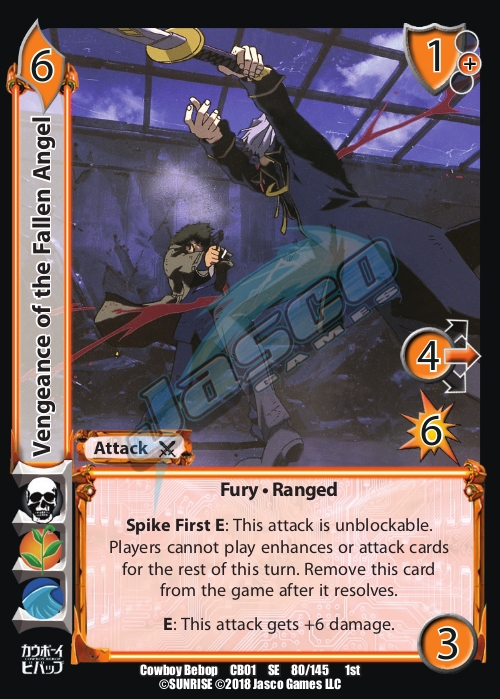 6
1
+
Vengeance of the Fallen Angel
Jasco
GAMES
4
6
Attack
Fury • Ranged
Spike First E: This attack is unblockable.
Players cannot play enhances or attack cards
for the rest of this turn. Remove this card
from the game after it resolves.
E: This attack gets +6 damage.
3
カウボーイ
ビバップ
Cowboy Bebop CB01 SE 80/145 1st
©SUNRISE ©2018 Jasco Games LLC